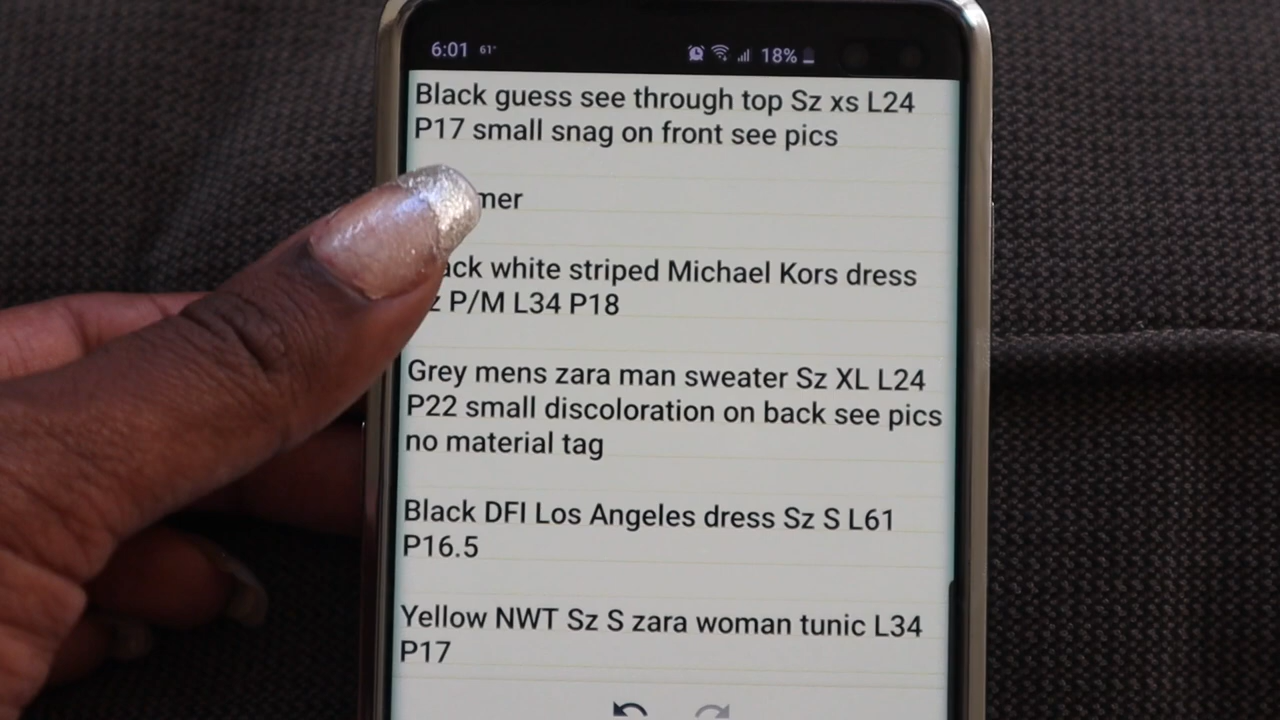 6:01 61° 18%
Black guess see through top Sz xs L24
P17 small snag on front see pics
white striped Michael Kors dress
P/M L34 P18
Grey mens zara man sweater Sz XL L24
P22 small discoloration on back see pics
no material tag
Black DFI Los Angeles dress Sz S L61
P16.5
Yellow NWT Sz S zara woman tunic L34
P17